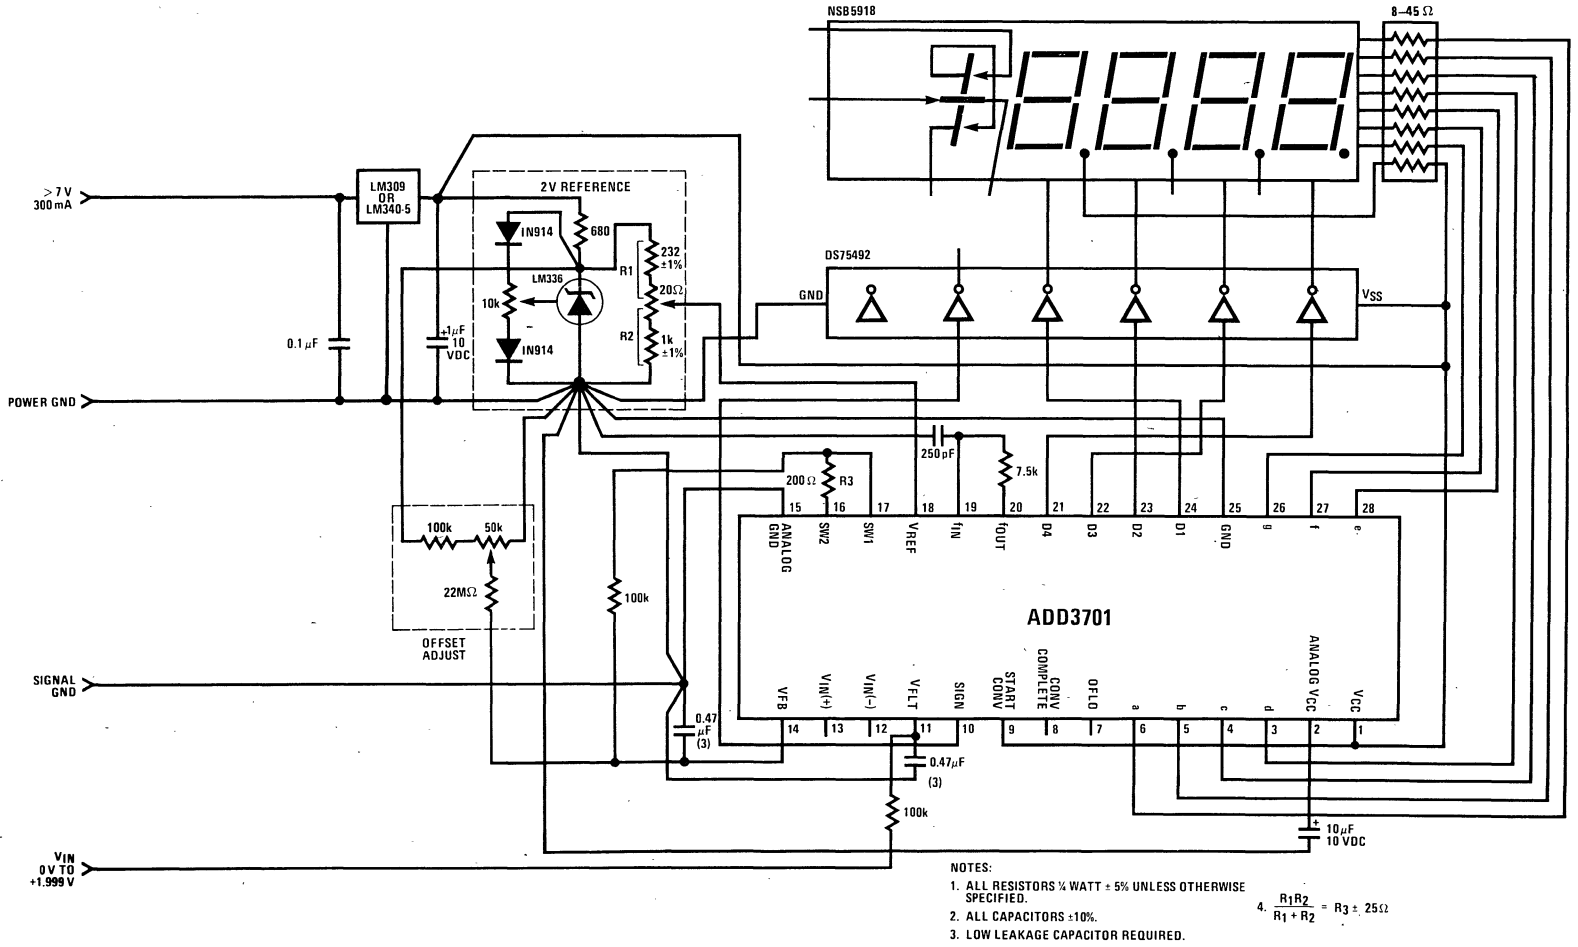 NSB5918
8–45 Ω
> 7 V
300 mA
LM309
OR
LM340-5
2V REFERENCE
IN914
680
LM336
R1
232
±1%
10k
20Ω
R2
1k
±1%
IN914
0.1 µF
+1µF
10
VDC
DS75492
GND
VSS
POWER GND
250 pF
7.5k
200 Ω
R3
15
16
17
18
19
20
21
22
23
24
25
26
27
28
ANALOG
GND
SW2
SW1
VREF
fIN
fOUT
D4
D3
D2
D1
GND
g
f
e
100k
50k
22MΩ
OFFSET
ADJUST
100k
ADD3701
SIGNAL
GND
VFB
VIN(+)
VIN(−)
VFLT
SIGN
START
CONV
CONV
COMPLETE
OFLO
a
b
c
d
ANALOG VCC
VCC
14
13
12
11
10
9
8
7
6
5
4
3
2
1
0.47
µF
(3)
0.47µF
(3)
100k
+
10µF
10 VDC
VIN
0 V TO
+1.999 V
NOTES:
1. ALL RESISTORS ¼ WATT ± 5% UNLESS OTHERWISE
SPECIFIED.
2. ALL CAPACITORS ±10%.
3. LOW LEAKAGE CAPACITOR REQUIRED.
4. R1R2 / R1 + R2 = R3 ± 25Ω